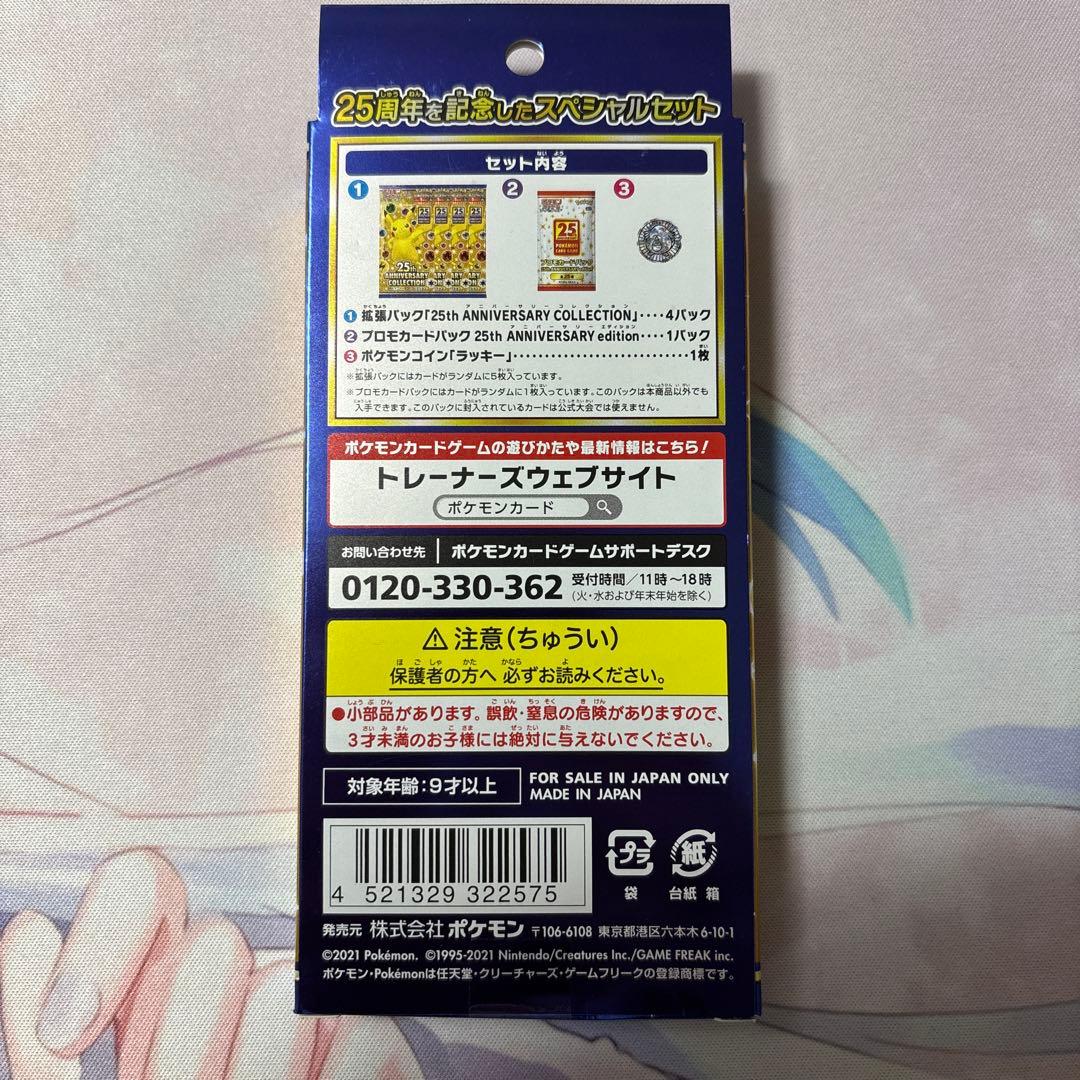 25周年を記念したスペシャルセット
セット内容
1 2 3
25th ANNIVERSARY COLLECTION
25
POKÉMON CARD GAME
プロモカードパック
1 拡張パック「25th ANNIVERSARY COLLECTION」‥‥4パック
2 プロモカードパック 25th ANNIVERSARY edition‥‥1パック
3 ポケモンコイン「ラッキー」‥‥‥‥‥‥‥‥‥‥‥‥1枚
※拡張パックにはカードがランダムに5枚入っています。
※プロモカードパックにはカードがランダムに1枚入っています。このパックは本商品以外でも
入手できます。このパックに封入されているカードは公式大会では使えません。
ポケモンカードゲームの遊びかたや最新情報はこちら!
トレーナーズウェブサイト
ポケモンカード
お問い合わせ先 ポケモンカードゲームサポートデスク
0120-330-362 受付時間/11時~18時
(火・水および年末年始を除く)
⚠注意(ちゅうい)
保護者の方へ 必ずお読みください。
●小部品があります。誤飲・窒息の危険がありますので、
3才未満のお子様には絶対に与えないでください。
対象年齢:9才以上
FOR SALE IN JAPAN ONLY
MADE IN JAPAN
4 521329 322575
プラ 紙
袋 台紙 箱
発売元 株式会社ポケモン 〒106-6108 東京都港区六本木6-10-1
©2021 Pokémon. ©1995-2021 Nintendo/Creatures Inc./GAME FREAK inc.
ポケモン・Pokémonは任天堂・クリーチャーズ・ゲームフリークの登録商標です。